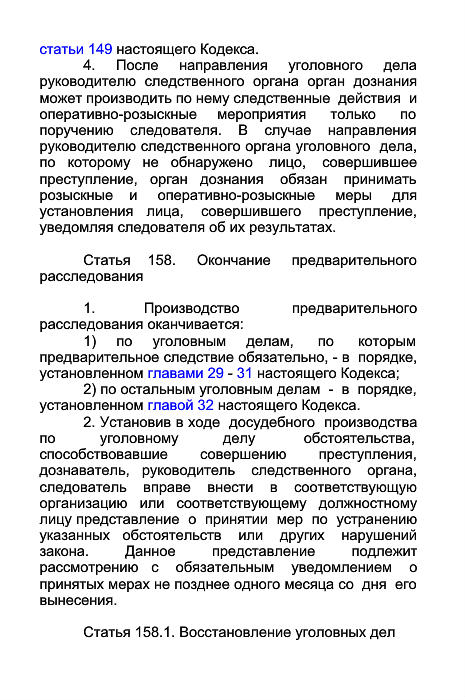 статьи 149 настоящего Кодекса.
4. После направления уголовного дела
руководителю следственного органа орган дознания
может производить по нему следственные действия и
оперативно-розыскные мероприятия только по
поручению следователя. В случае направления
руководителю следственного органа уголовного дела,
по которому не обнаружено лицо, совершившее
преступление, орган дознания обязан принимать
розыскные и оперативно-розыскные меры для
установления лица, совершившего преступление,
уведомляя следователя об их результатах.
Статья 158. Окончание предварительного
расследования
1. Производство предварительного
расследования оканчивается:
1) по уголовным делам, по которым
предварительное следствие обязательно, - в порядке,
установленном главами 29 - 31 настоящего Кодекса;
2) по остальным уголовным делам - в порядке,
установленном главой 32 настоящего Кодекса.
2. Установив в ходе досудебного производства
по уголовному делу обстоятельства,
способствовавшие совершению преступления,
дознаватель, руководитель следственного органа,
следователь вправе внести в соответствующую
организацию или соответствующему должностному
лицу представление о принятии мер по устранению
указанных обстоятельств или других нарушений
закона. Данное представление подлежит
рассмотрению с обязательным уведомлением о
принятых мерах не позднее одного месяца со дня его
вынесения.
Статья 158.1. Восстановление уголовных дел